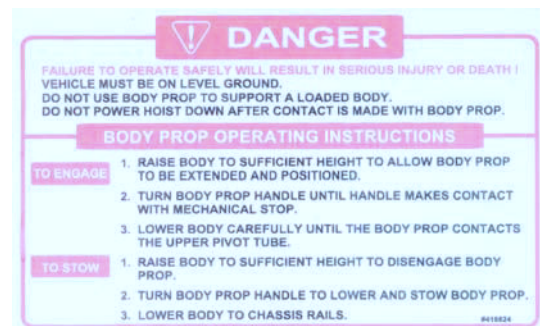 DANGER
FAILURE TO OPERATE SAFELY WILL RESULT IN SERIOUS INJURY OR DEATH !
VEHICLE MUST BE ON LEVEL GROUND.
DO NOT USE BODY PROP TO SUPPORT A LOADED BODY.
DO NOT POWER HOIST DOWN AFTER CONTACT IS MADE WITH BODY PROP.
BODY PROP OPERATING INSTRUCTIONS
TO ENGAGE
1. RAISE BODY TO SUFFICIENT HEIGHT TO ALLOW BODY PROP
TO BE EXTENDED AND POSITIONED.
2. TURN BODY PROP HANDLE UNTIL HANDLE MAKES CONTACT
WITH MECHANICAL STOP.
3. LOWER BODY CAREFULLY UNTIL THE BODY PROP CONTACTS
THE UPPER PIVOT TUBE.
TO STOW
1. RAISE BODY TO SUFFICIENT HEIGHT TO DISENGAGE BODY
PROP.
2. TURN BODY PROP HANDLE TO LOWER AND STOW BODY PROP.
3. LOWER BODY TO CHASSIS RAILS.